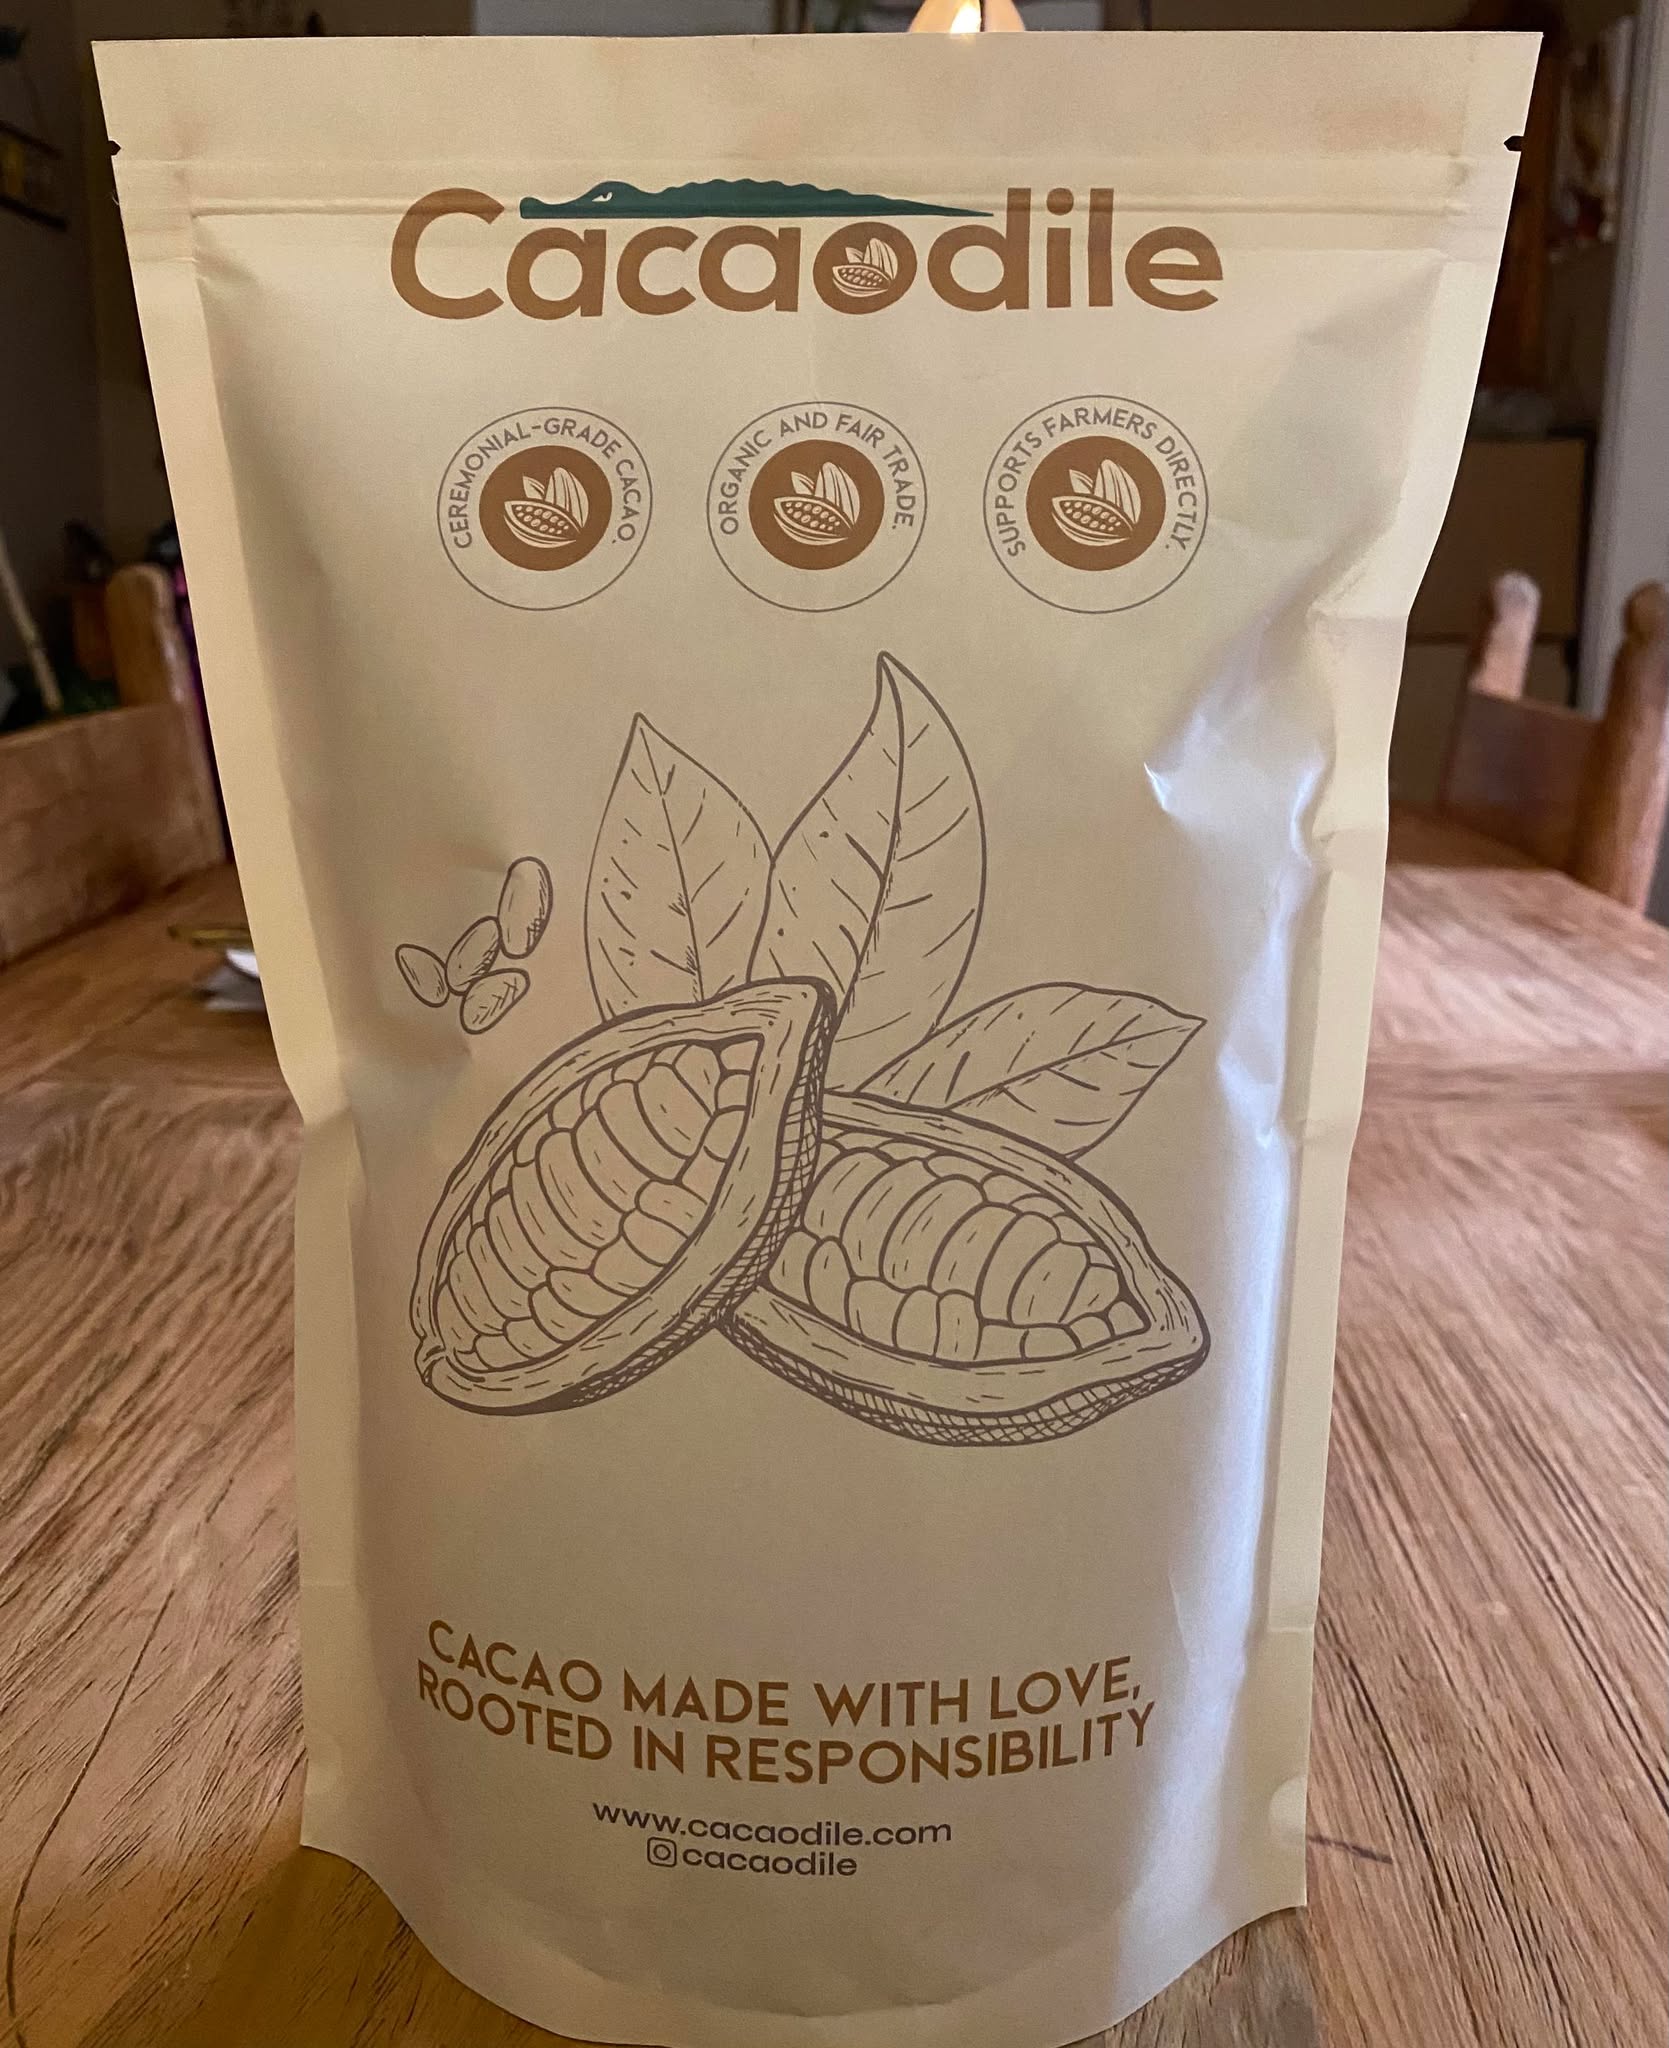 Cacaodile
CEREMONIAL-GRADE CACAO.
ORGANIC AND FAIR TRADE.
SUPPORTS FARMERS DIRECTLY.
CACAO MADE WITH LOVE,
ROOTED IN RESPONSIBILITY
www.cacaodile.com
cacaodile